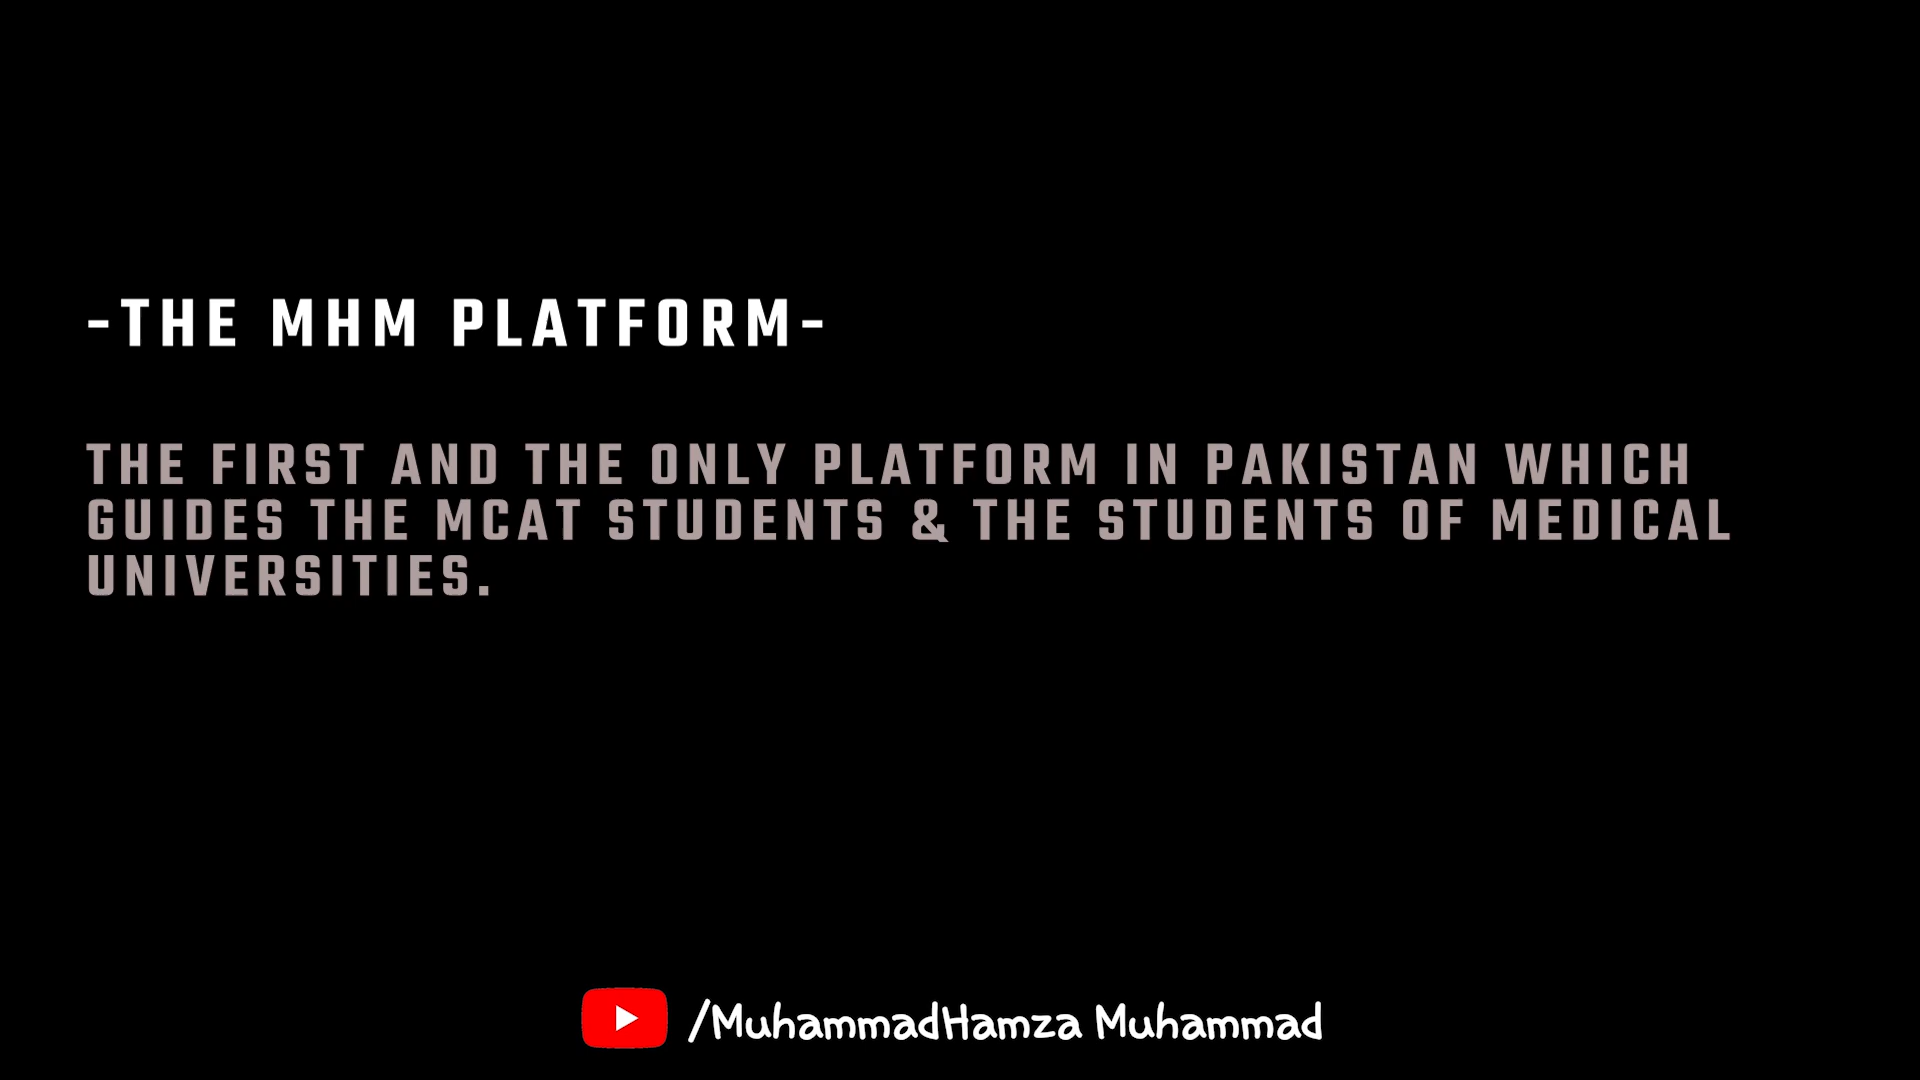 -THE MHM PLATFORM-
THE FIRST AND THE ONLY PLATFORM IN PAKISTAN WHICH
GUIDES THE MCAT STUDENTS & THE STUDENTS OF MEDICAL
UNIVERSITIES.
/MuhammadHamza Muhammad